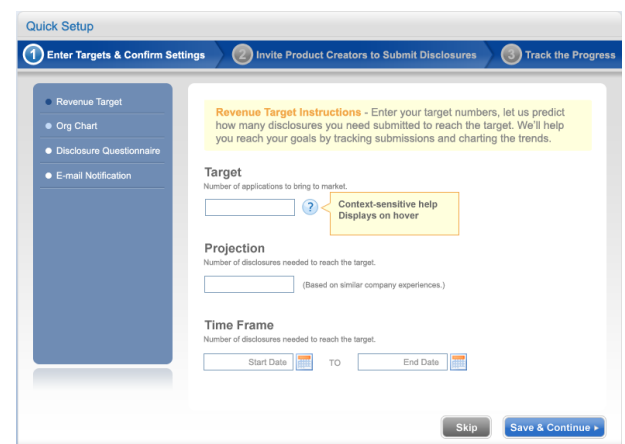 Quick Setup
1 Enter Targets & Confirm Settings 2 Invite Product Creators to Submit Disclosures 3 Track the Progress
Revenue Target
Org Chart
Disclosure Questionnaire
E-mail Notification
Revenue Target Instructions - Enter your target numbers, let us predict
how many disclosures you need submitted to reach the target. We'll help
you reach your goals by tracking submissions and charting the trends.
Target
Number of applications to bring to market.
? Context-sensitive help
Displays on hover
Projection
Number of disclosures needed to reach the target.
(Based on similar company experiences.)
Time Frame
Number of disclosures needed to reach the target.
Start Date TO End Date
Skip Save & Continue